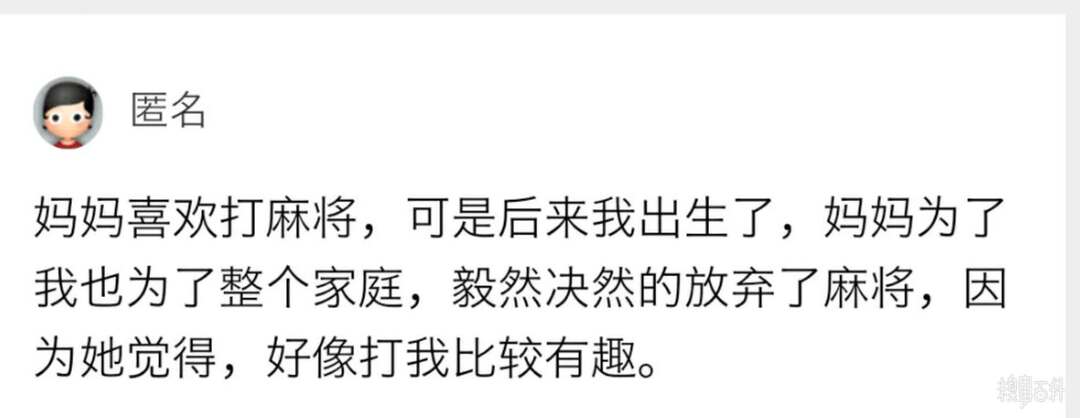 匿名
妈妈喜欢打麻将，可是后来我出生了，妈妈为了
我也为了整个家庭，毅然决然的放弃了麻将，因
为她觉得，好像打我比较有趣。